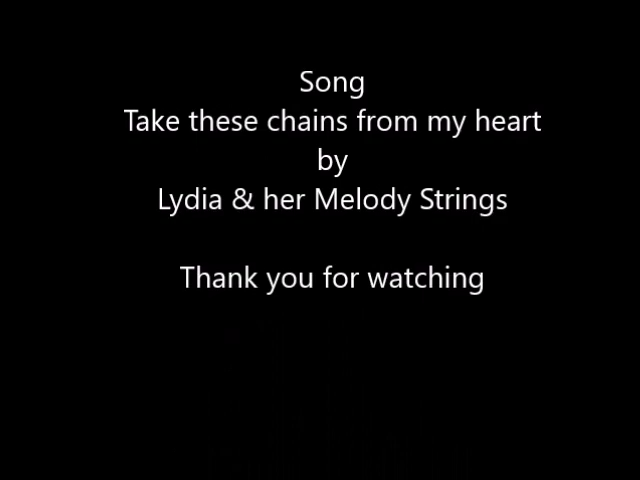 Song
Take these chains from my heart
by
Lydia & her Melody Strings
Thank you for watching